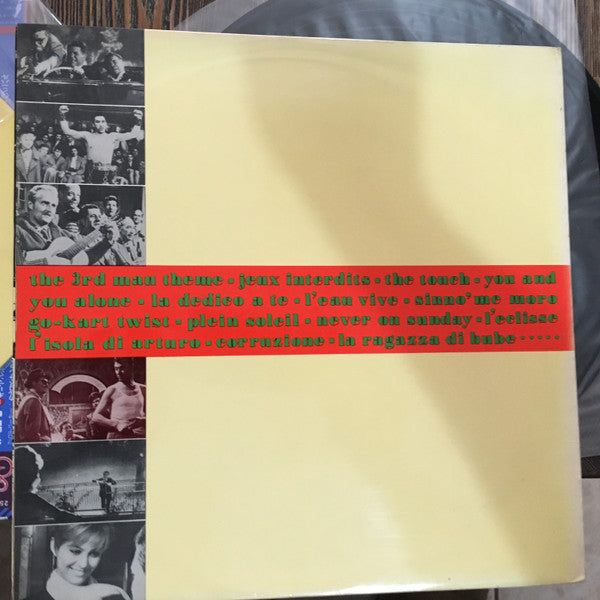 the 3rd man theme • jeux interdits • the touch • you and
you alone • la dedico a te • l'eau vive • sinno' me moro
go-kart twist • plein soleil • never on sunday • l'eclisse
l'isola di arturo • corruzione • la ragazza di bube • • • • •